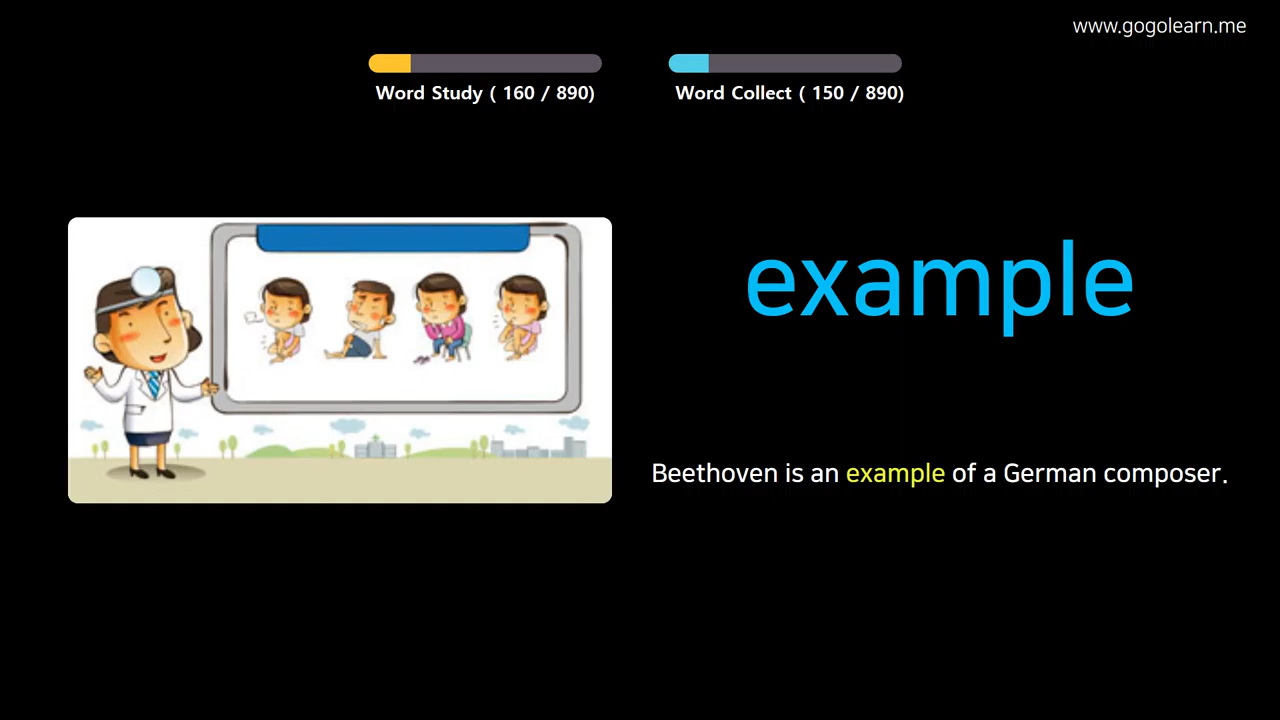 www.gogolearn.me
Word Study ( 160 / 890)
Word Collect ( 150 / 890)
example
Beethoven is an example of a German composer.